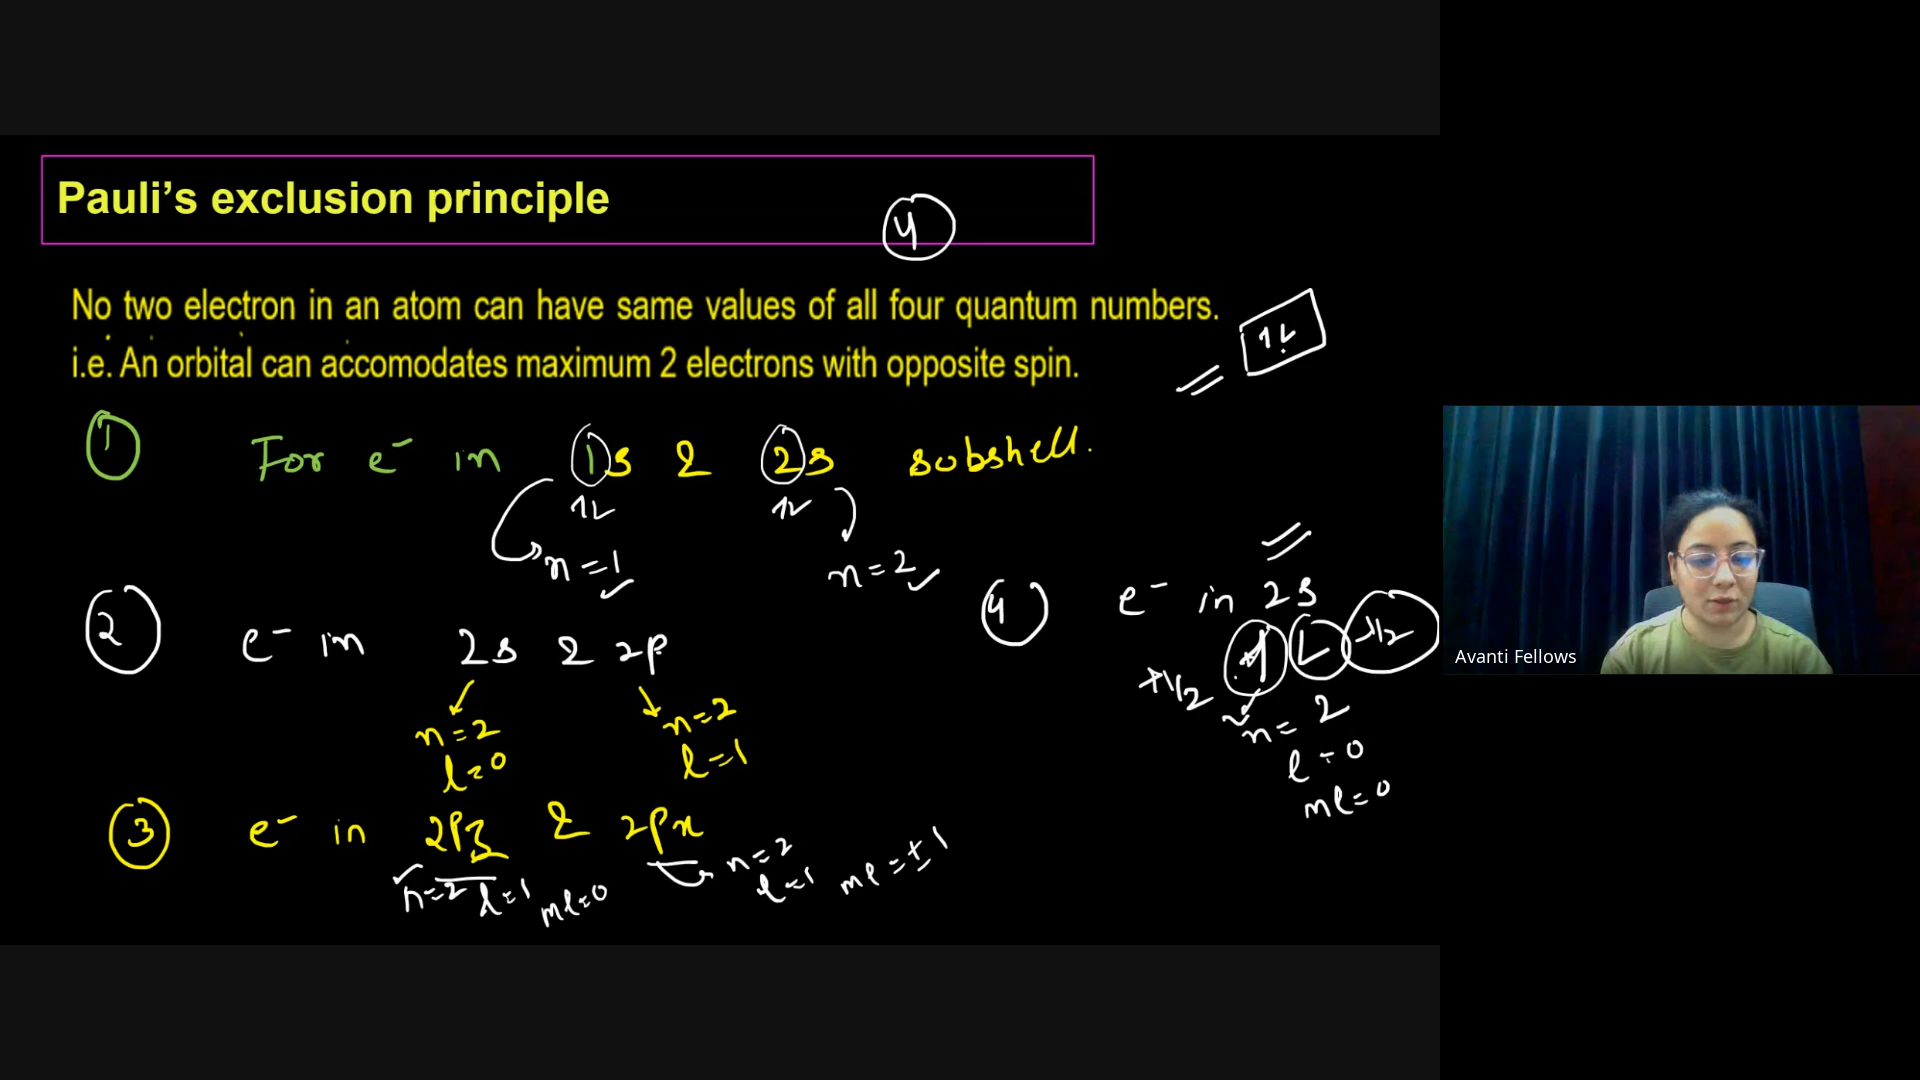 Pauli’s exclusion principle
4
No two electron in an atom can have same values of all four quantum numbers.
i.e. An orbital can accomodates maximum 2 electrons with opposite spin.
1↿⇂
① For e⁻ in 1s & 2s subshell.
n=1 n=2
② e⁻ in 2s & 2p
n=2 n=2
l=0 l=1
③ e⁻ in 2pz & 2px
n=2 l=1 ml=0
n=2
l=1 ml=±1
④ e⁻ in 2s
+1/2
n=2
l=0
ml=0
Avanti Fellows